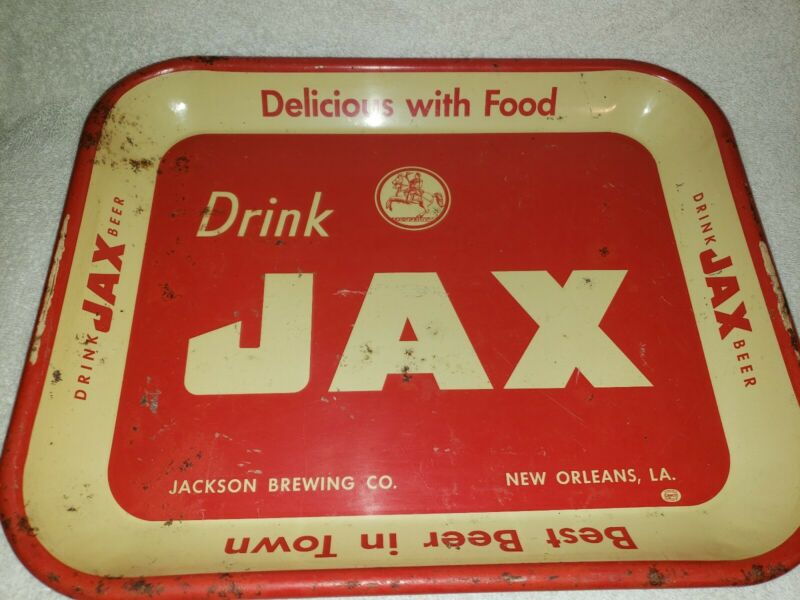 Delicious with Food
Drink
JAX
JACKSON BREWING CO.
NEW ORLEANS, LA.
DRINK JAX BEER
DRINK JAX BEER
Best Beer in Town